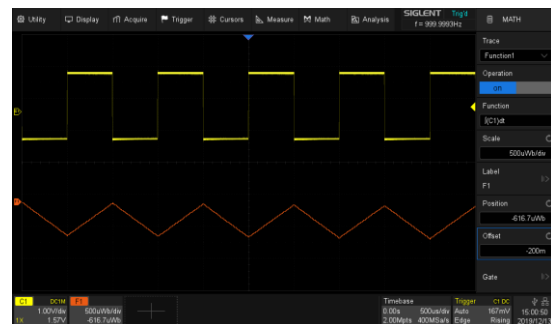 Utility Display Acquire Trigger Cursors Measure Math Analysis SIGLENT Trig'd
f = 999.9993Hz
MATH
Trace
Function1
Operation
on
Function
∫(C1)dt
Scale
500uWb/div
Label
F1
Position
-616.7uWb
Offset
-200m
Gate
C1 DC1M
1.00V/div
1X 1.57V
F1
500uWb/div
-616.7uWb
Timebase
0.00s 500us/div
2.00Mpts 400MSa/s
Trigger C1 DC
Auto 167mV
Edge Rising
15:00:50